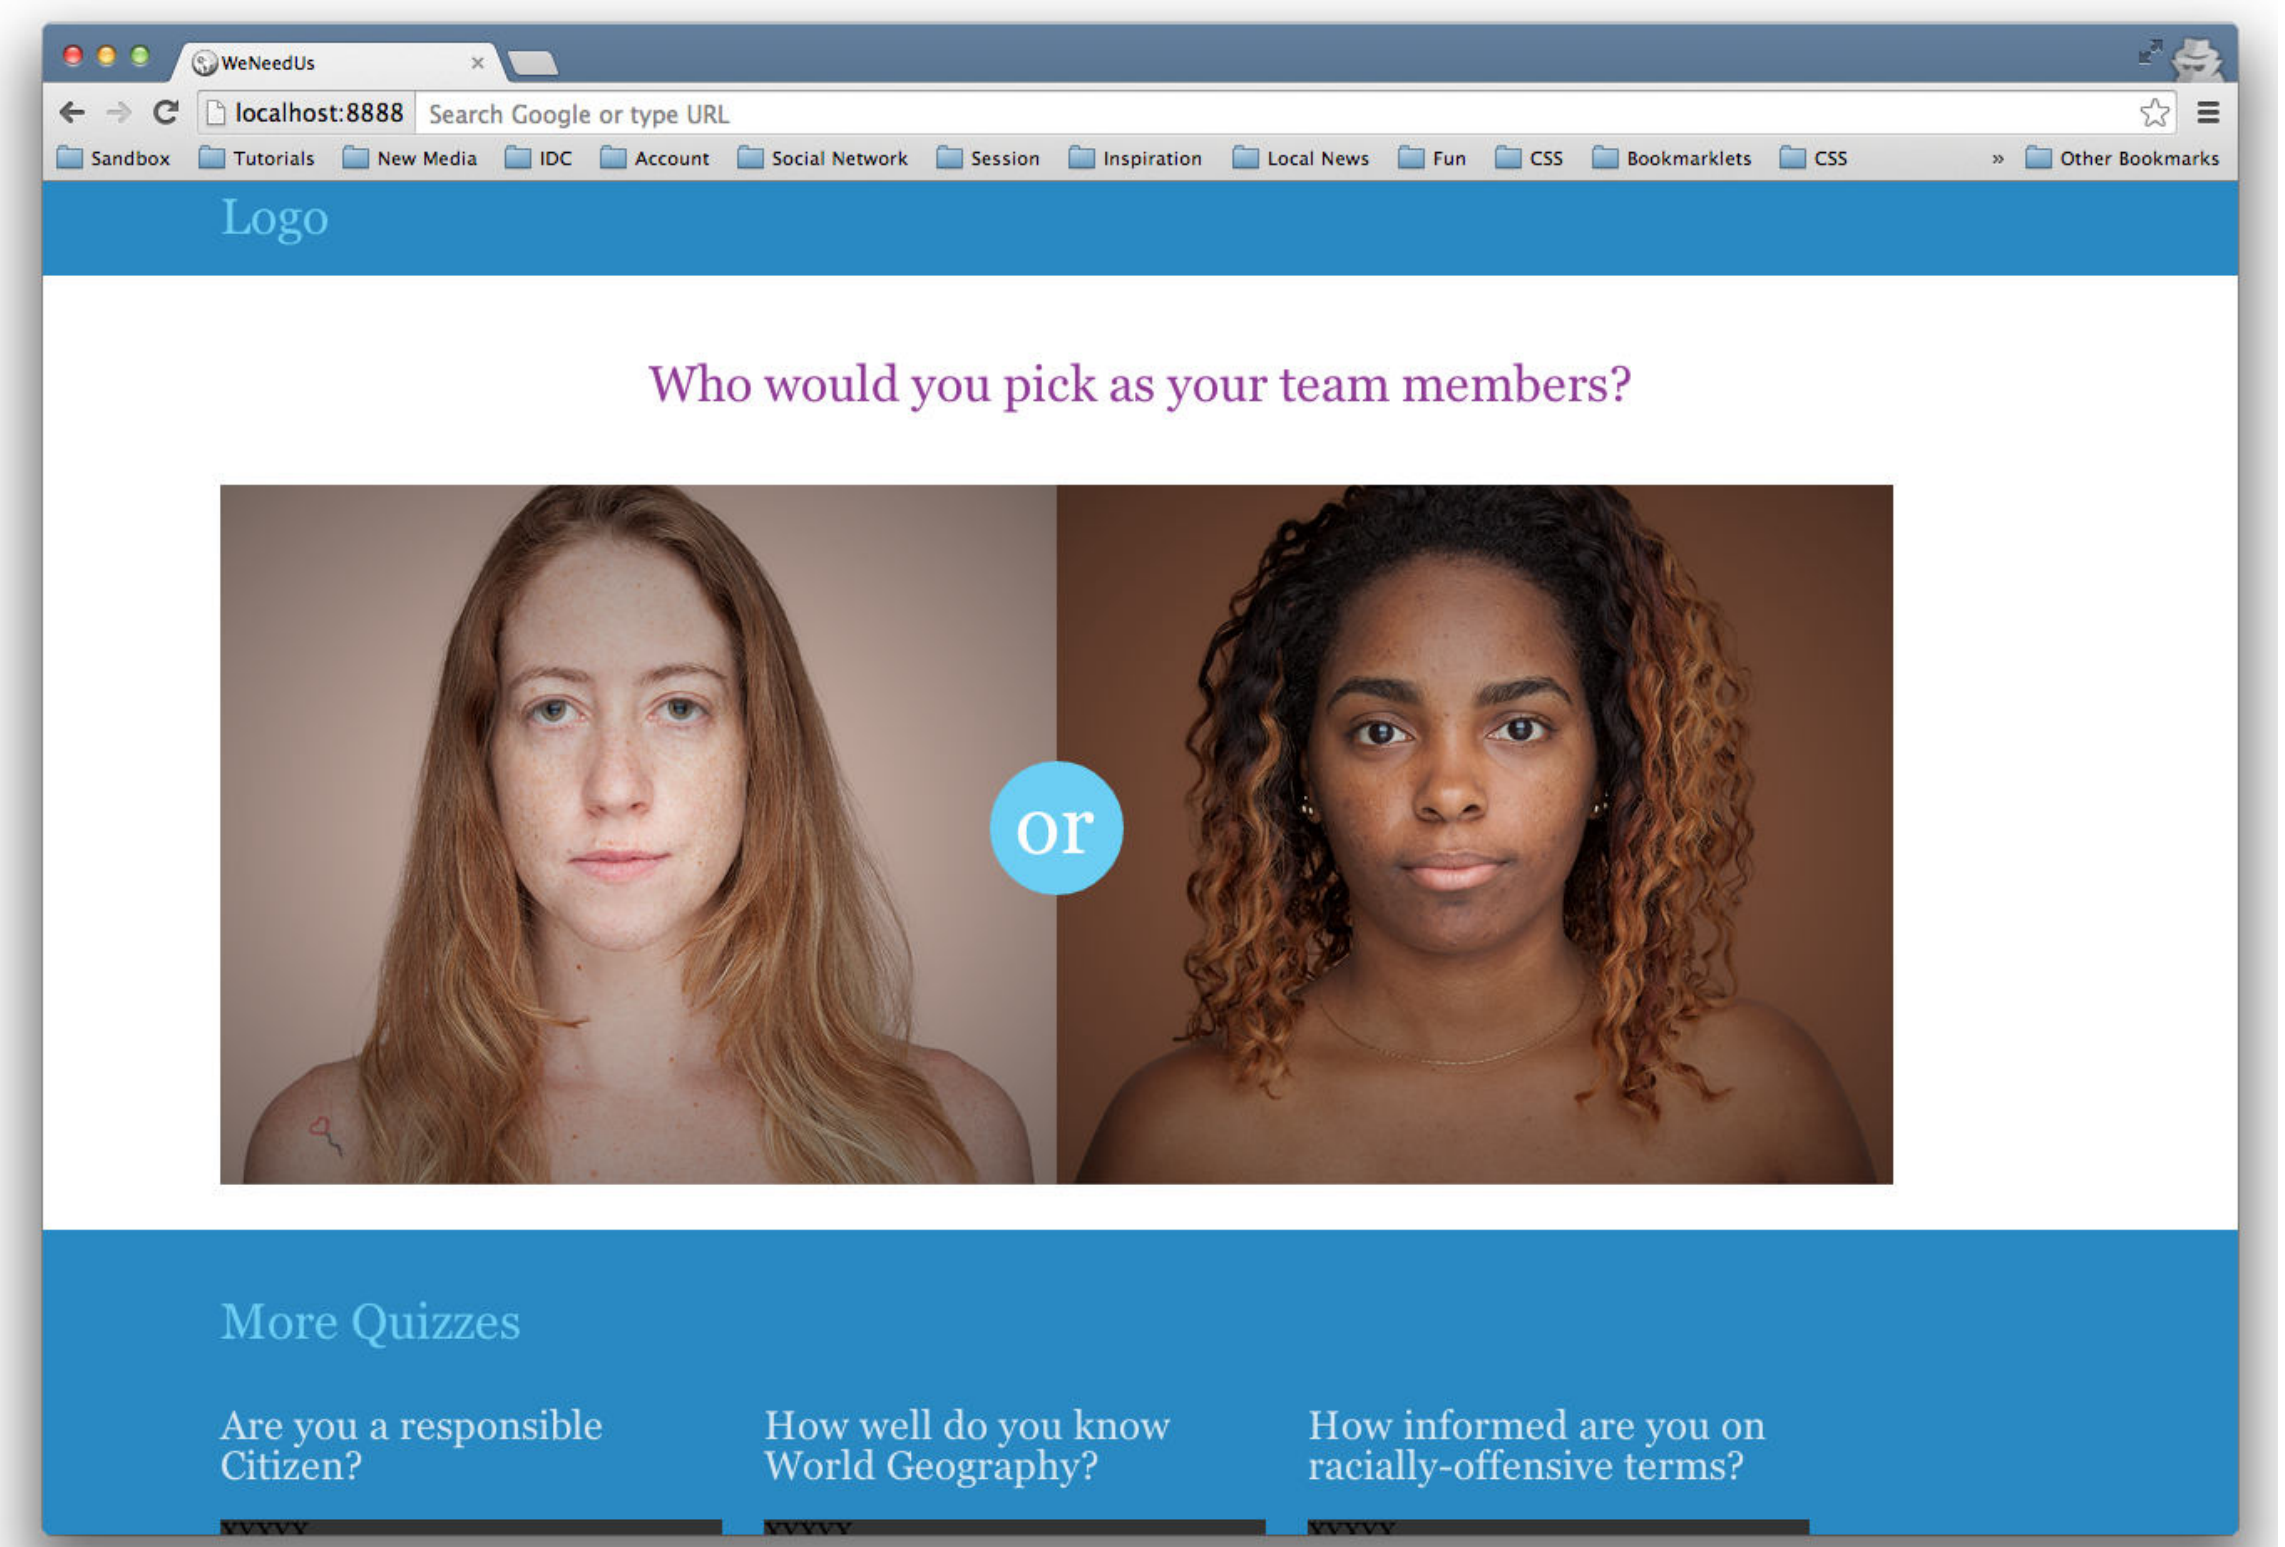 WeNeedUs
localhost:8888 Search Google or type URL
Sandbox Tutorials New Media IDC Account Social Network Session Inspiration Local News Fun CSS Bookmarklets CSS » Other Bookmarks
Logo
Who would you pick as your team members?
or
More Quizzes
Are you a responsible
Citizen?
How well do you know
World Geography?
How informed are you on
racially-offensive terms?